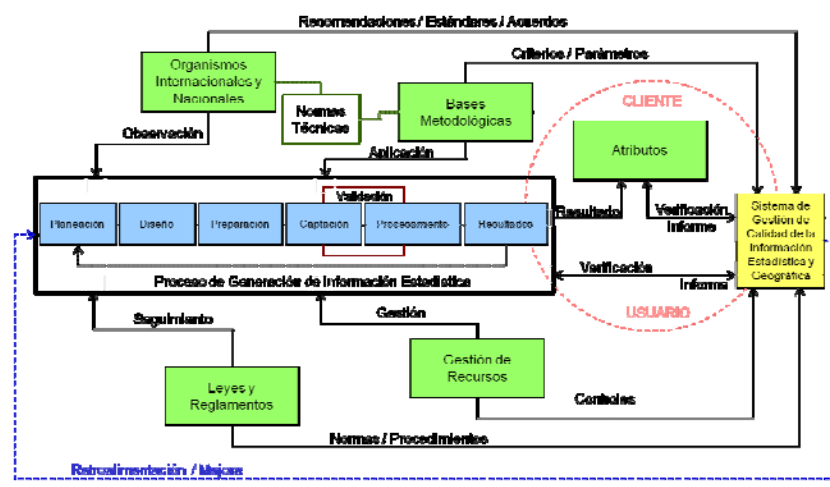 Recomendaciones / Estándares / Acuerdos
Organismos
Internacionales y
Nacionales
Criterios / Parámetros
Normas
Técnicas
Bases
Metodológicas
CLIENTE
Observación
Aplicación
Atributos
Validación
Planeación
Diseño
Preparación
Captación
Procesamiento
Resultados
Resultado
Verificación
Informe
Sistema de
Gestión de
Calidad de la
Información
Estadística y
Geográfica
Proceso de Generación de Información Estadística
Verificación
Informe
USUARIO
Seguimiento
Gestión
Leyes y
Reglamentos
Gestión de
Recursos
Controles
Normas / Procedimientos
Retroalimentación / Mejora